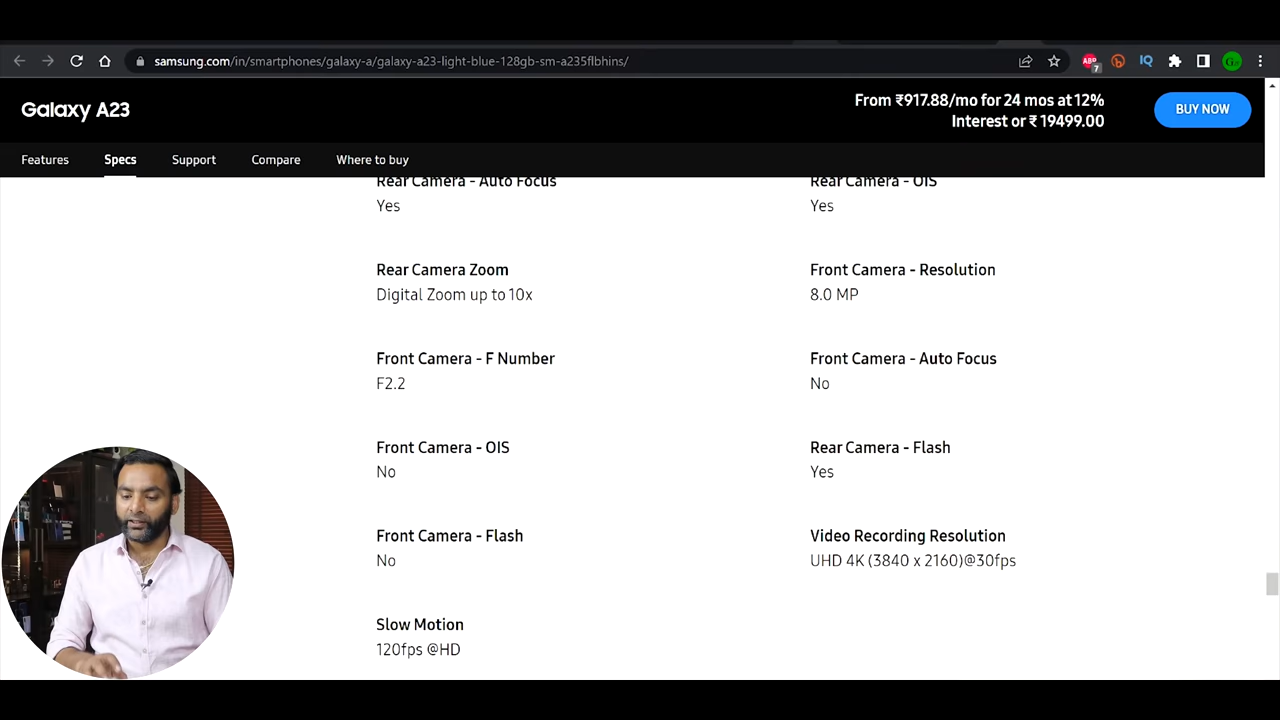 samsung.com/in/smartphones/galaxy-a/galaxy-a23-light-blue-128gb-sm-a235flbhins/
ABP
7
IQ
G
Galaxy A23
From ₹917.88/mo for 24 mos at 12%
Interest or ₹ 19499.00
BUY NOW
Features
Specs
Support
Compare
Where to buy
Rear Camera - Auto Focus
Yes
Rear Camera - OIS
Yes
Rear Camera Zoom
Digital Zoom up to 10x
Front Camera - Resolution
8.0 MP
Front Camera - F Number
F2.2
Front Camera - Auto Focus
No
Front Camera - OIS
No
Rear Camera - Flash
Yes
Front Camera - Flash
No
Video Recording Resolution
UHD 4K (3840 x 2160)@30fps
Slow Motion
120fps @HD